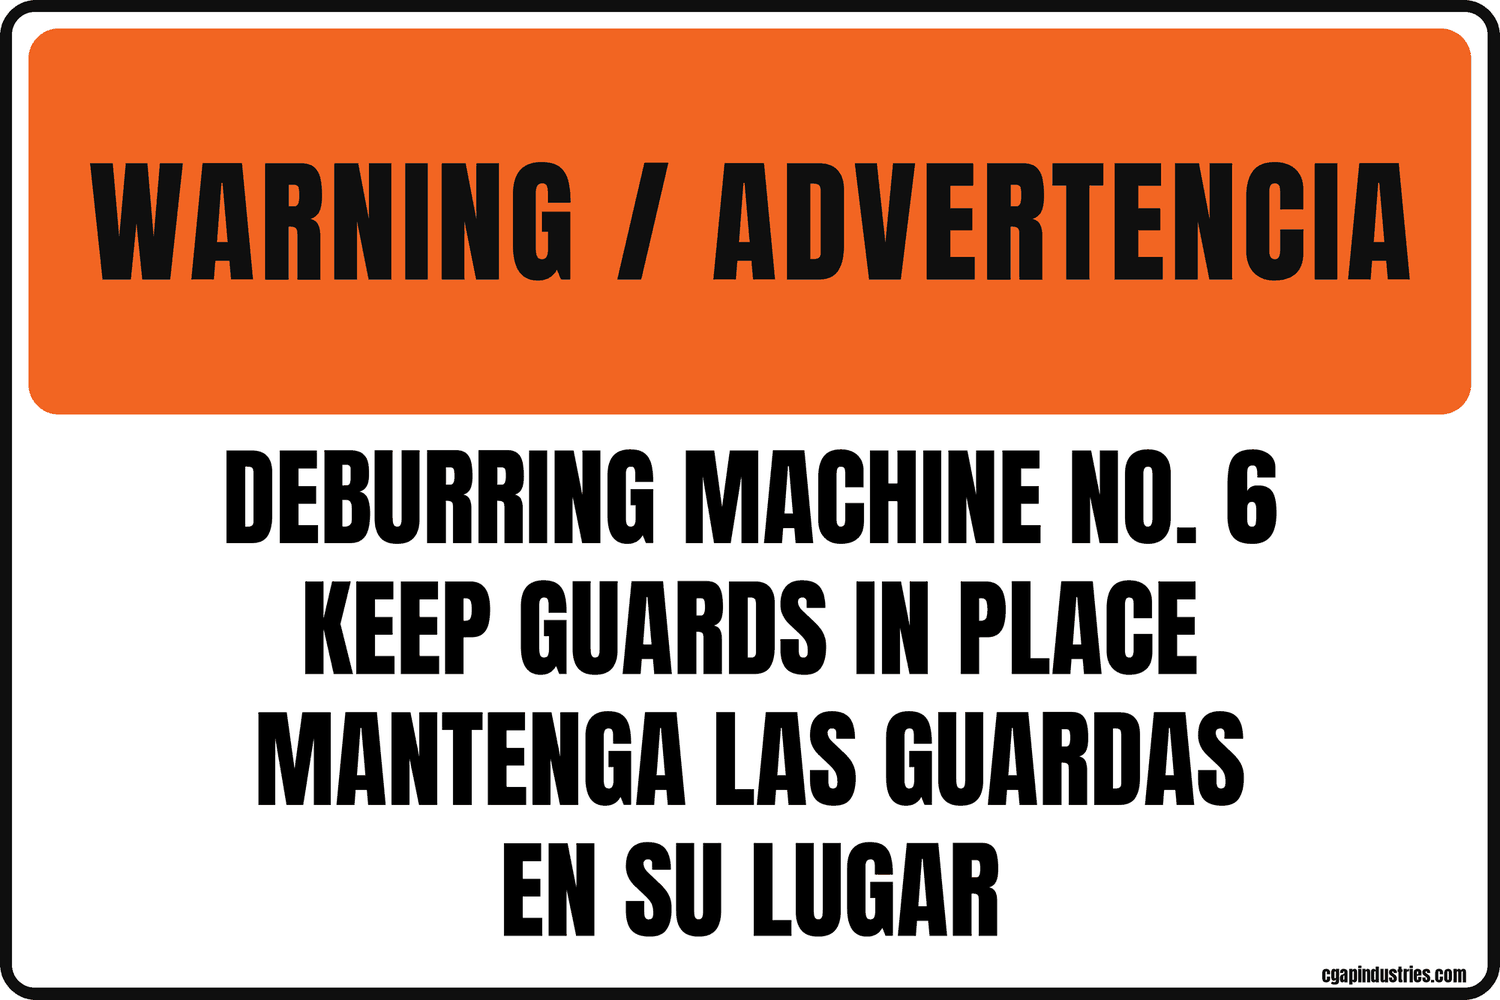 WARNING / ADVERTENCIA
DEBURRING MACHINE NO. 6
KEEP GUARDS IN PLACE
MANTENGA LAS GUARDAS
EN SU LUGAR
cgapindustries.com